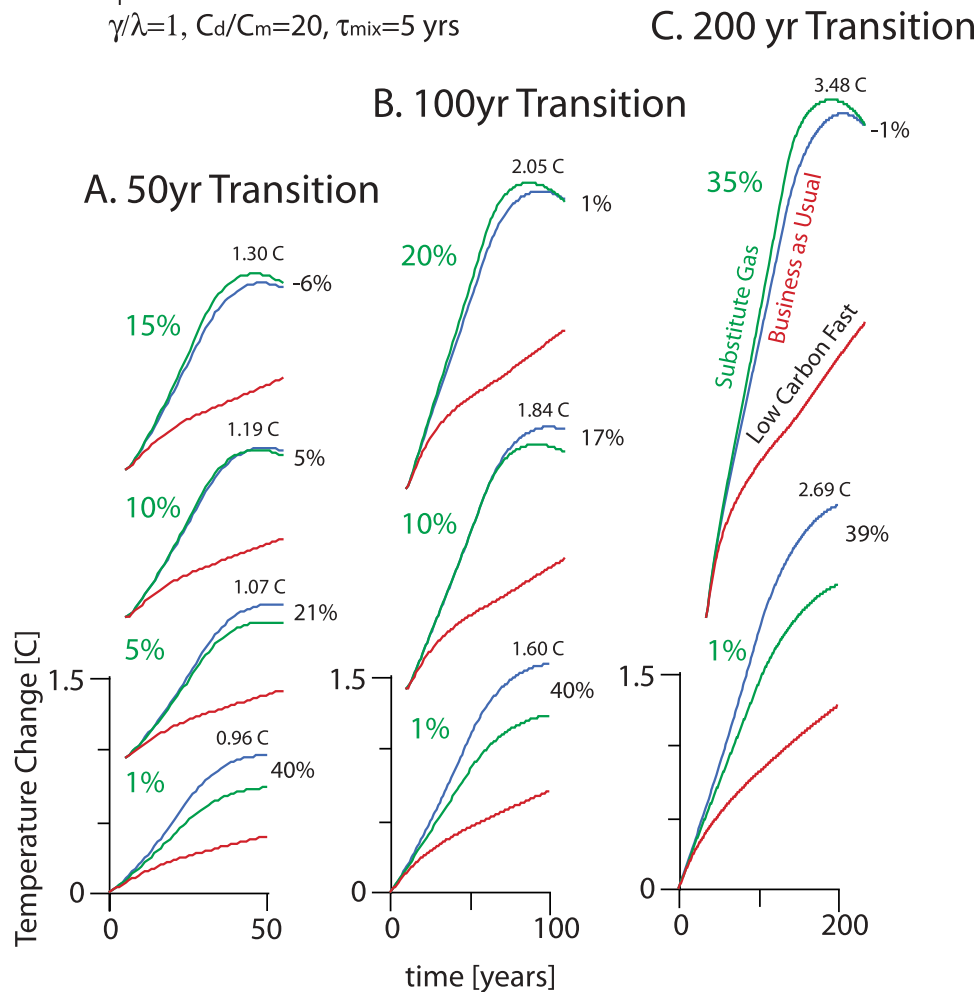 γ/λ=1, Cd/Cm=20, τmix=5 yrs
C. 200 yr Transition
B. 100yr Transition
A. 50yr Transition
3.48 C
-1%
35%
Substitute Gas
Business as Usual
Low Carbon Fast
2.69 C
39%
1%
2.05 C
1%
20%
1.84 C
17%
10%
1.60 C
40%
1%
1.30 C
-6%
15%
1.19 C
5%
10%
1.07 C
21%
5%
0.96 C
40%
1%
Temperature Change [C]
1.5
0
0
50
1.5
0
0
100
1.5
0
0
200
time [years]